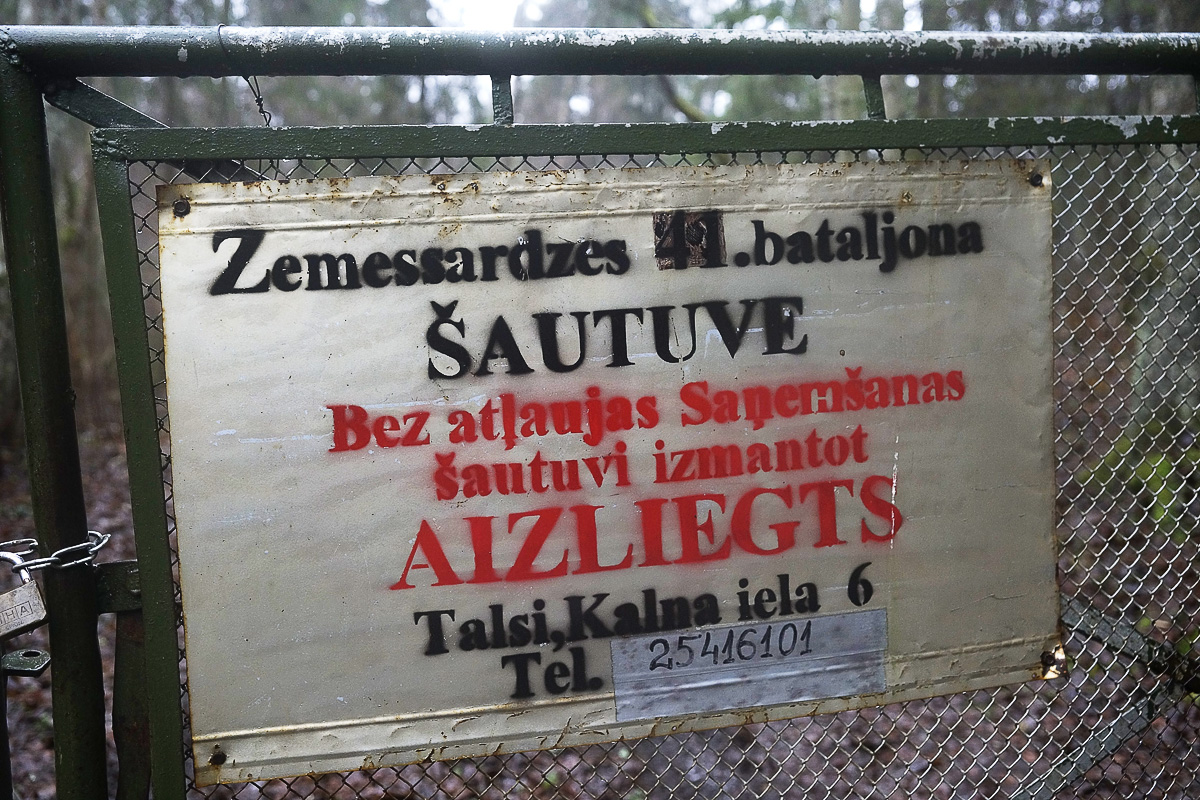 Zemessardzes 41.bataljona
ŠAUTUVE
Bez atļaujas Saņemšanas
šautuvi izmantot
AIZLIEGTS
Talsi,Kalna iela 6
Tel. 25416101